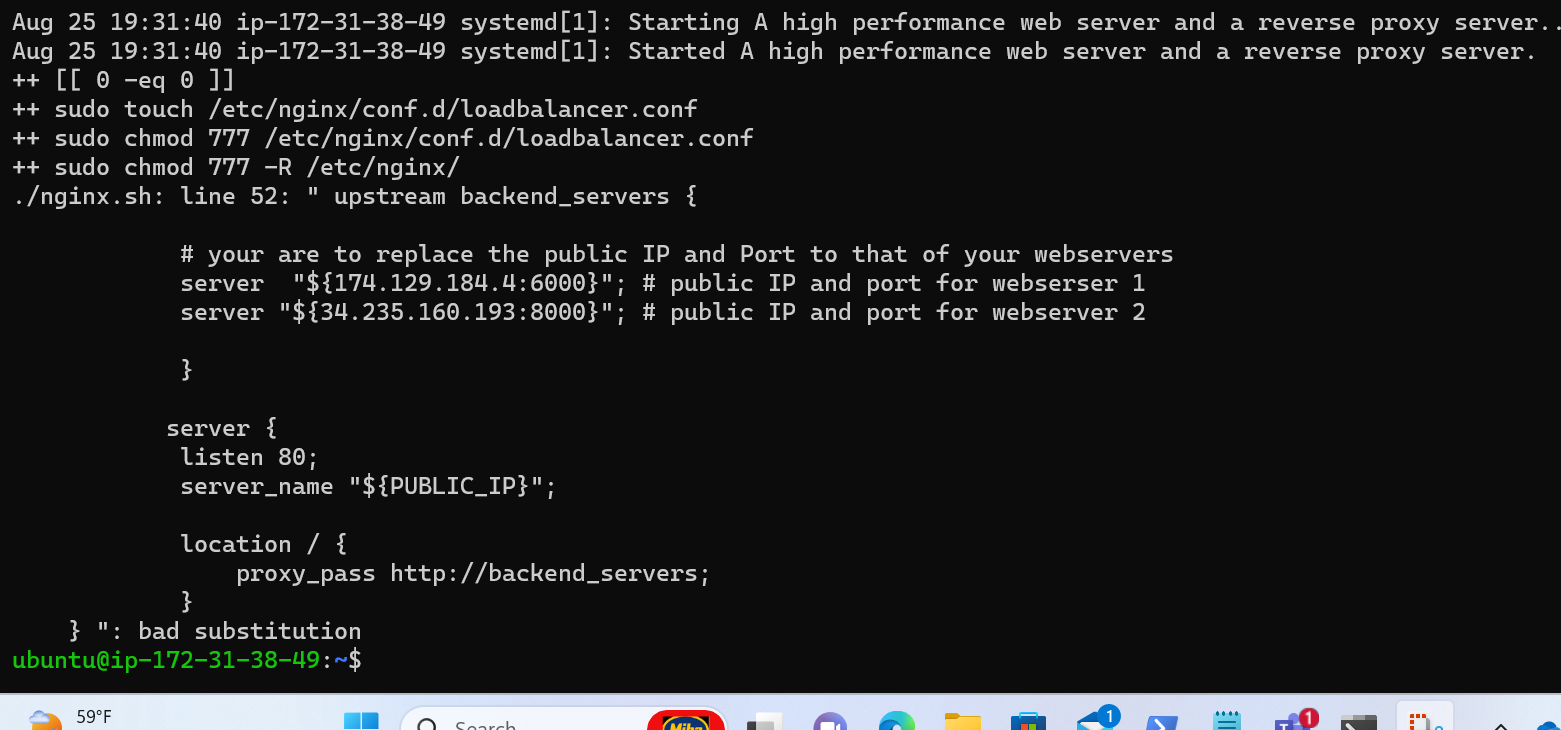 Aug 25 19:31:40 ip-172-31-38-49 systemd[1]: Starting A high performance web server and a reverse proxy server..
Aug 25 19:31:40 ip-172-31-38-49 systemd[1]: Started A high performance web server and a reverse proxy server.
++ [[ 0 -eq 0 ]]
++ sudo touch /etc/nginx/conf.d/loadbalancer.conf
++ sudo chmod 777 /etc/nginx/conf.d/loadbalancer.conf
++ sudo chmod 777 -R /etc/nginx/
./nginx.sh: line 52: " upstream backend_servers {
# your are to replace the public IP and Port to that of your webservers
server  "${174.129.184.4:6000}"; # public IP and port for webserser 1
server "${34.235.160.193:8000}"; # public IP and port for webserver 2
}
server {
listen 80;
server_name "${PUBLIC_IP}";
location / {
proxy_pass http://backend_servers;
}
} ": bad substitution
ubuntu@ip-172-31-38-49:~$
59°F
Search
Miba
1
1